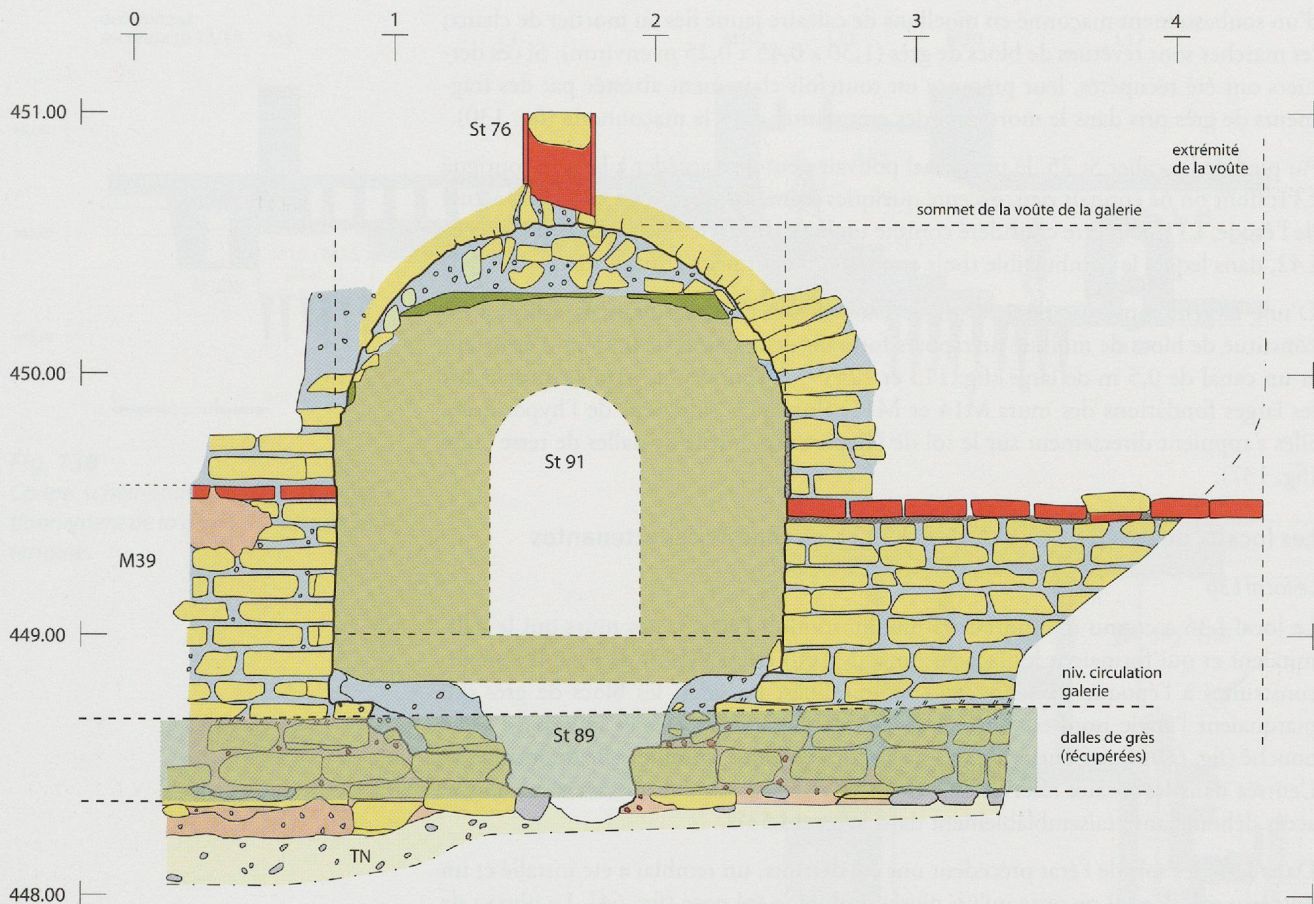 0 1 2 3 4
451.00
St 76
extrémité
de la voûte
sommet de la voûte de la galerie
450.00
St 91
M39
449.00
niv. circulation
galerie
St 89
dalles de grès
(récupérées)
TN
448.00